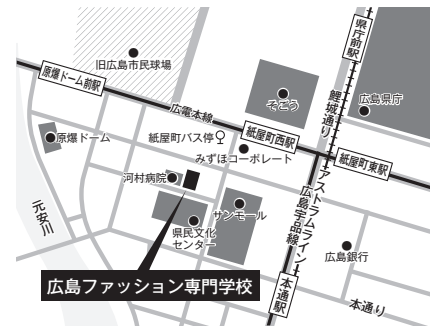 県庁前駅
旧広島市民球場
原爆ドーム前駅
そごう
鯉城通り
広島県庁
広電本線
原爆ドーム
紙屋町バス停
紙屋町西駅
みずほコーポレート
紙屋町東駅
河村病院
元安川
サンモール
県民文化
センター
アストラムライン
広島宇品線
広島銀行
広島ファッション専門学校
本通駅
本通り